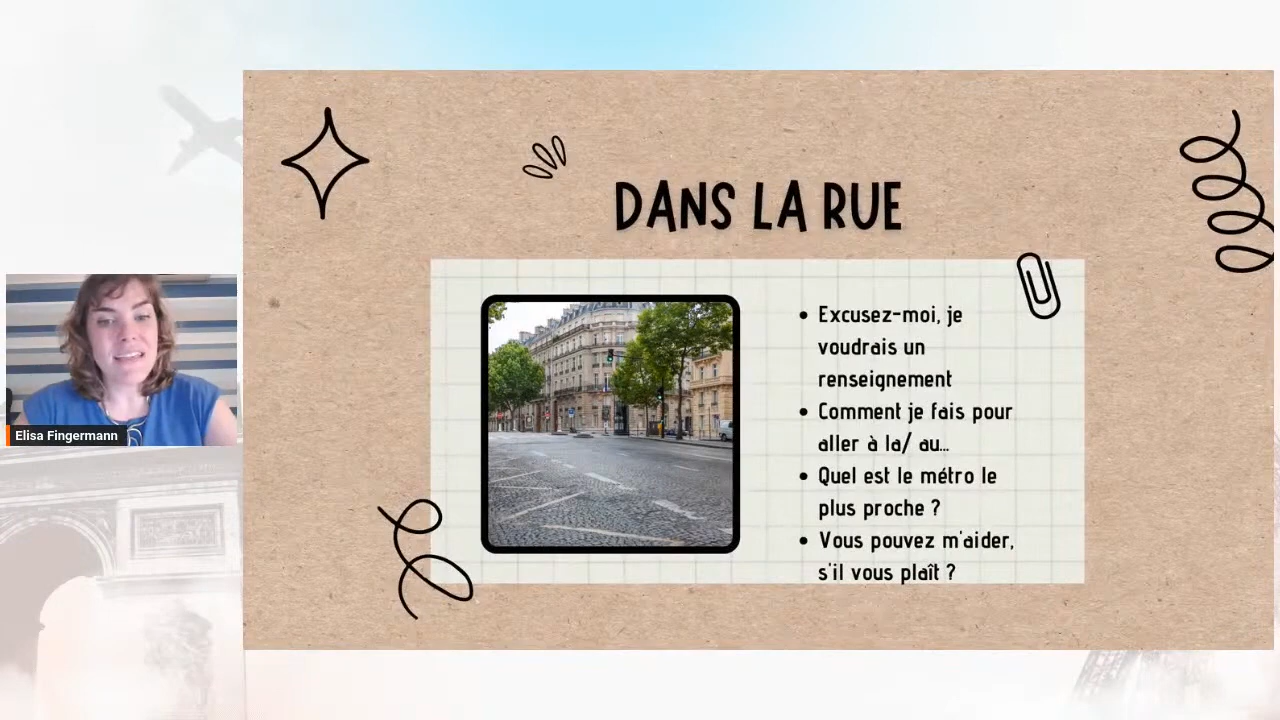 DANS LA RUE
• Excusez-moi, je
voudrais un
renseignement
• Comment je fais pour
aller à la/ au...
• Quel est le métro le
plus proche ?
• Vous pouvez m'aider,
s'il vous plaît ?
Elisa Fingermann